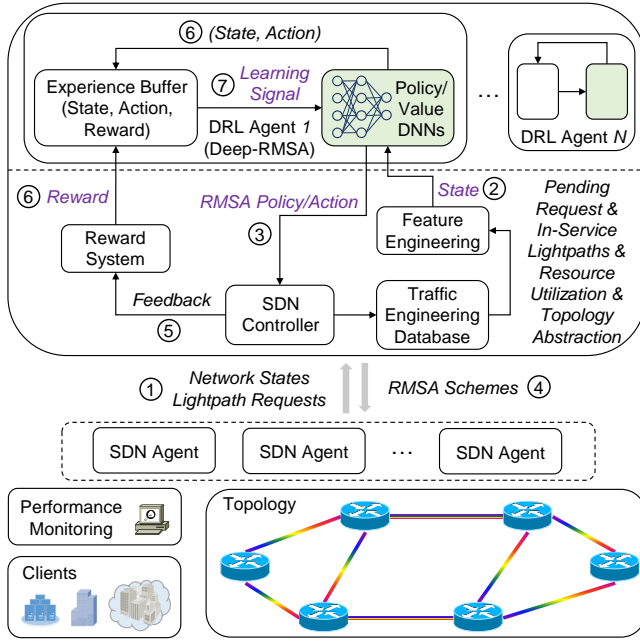 ⑥ (State, Action)
Experience Buffer
(State, Action,
Reward)
⑦ Learning
Signal
DRL Agent 1
(Deep-RMSA)
Policy/
Value
DNNs
...
DRL Agent N
⑥ Reward
RMSA Policy/Action
③
State ②
Pending
Request &
In-Service
Lightpaths &
Resource
Utilization &
Topology
Abstraction
Reward
System
Feature
Engineering
Feedback
⑤
SDN
Controller
Traffic
Engineering
Database
① Network States
Lightpath Requests
RMSA Schemes ④
SDN Agent
SDN Agent
...
SDN Agent
Performance
Monitoring
Clients
Topology